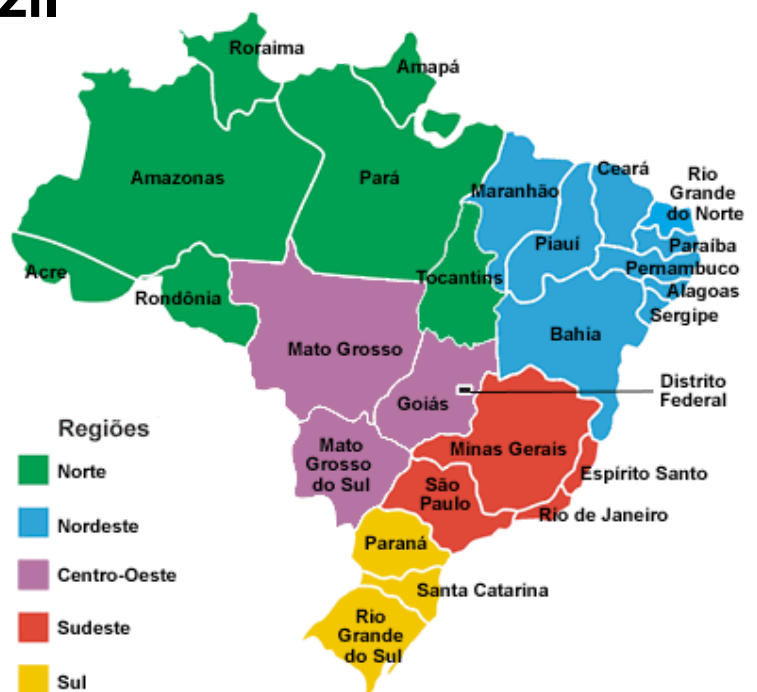 zil
Roraima
Amapá
Amazonas
Pará
Maranhão
Ceará
Rio
Grande
do Norte
Piauí
Paraíba
Pernambuco
Alagoas
Sergipe
Acre
Rondônia
Tocantins
Bahia
Mato Grosso
Goiás
Distrito
Federal
Mato
Grosso
do Sul
Minas Gerais
Espírito Santo
São
Paulo
Rio de Janeiro
Paraná
Santa Catarina
Rio
Grande
do Sul
Regiões
Norte
Nordeste
Centro-Oeste
Sudeste
Sul